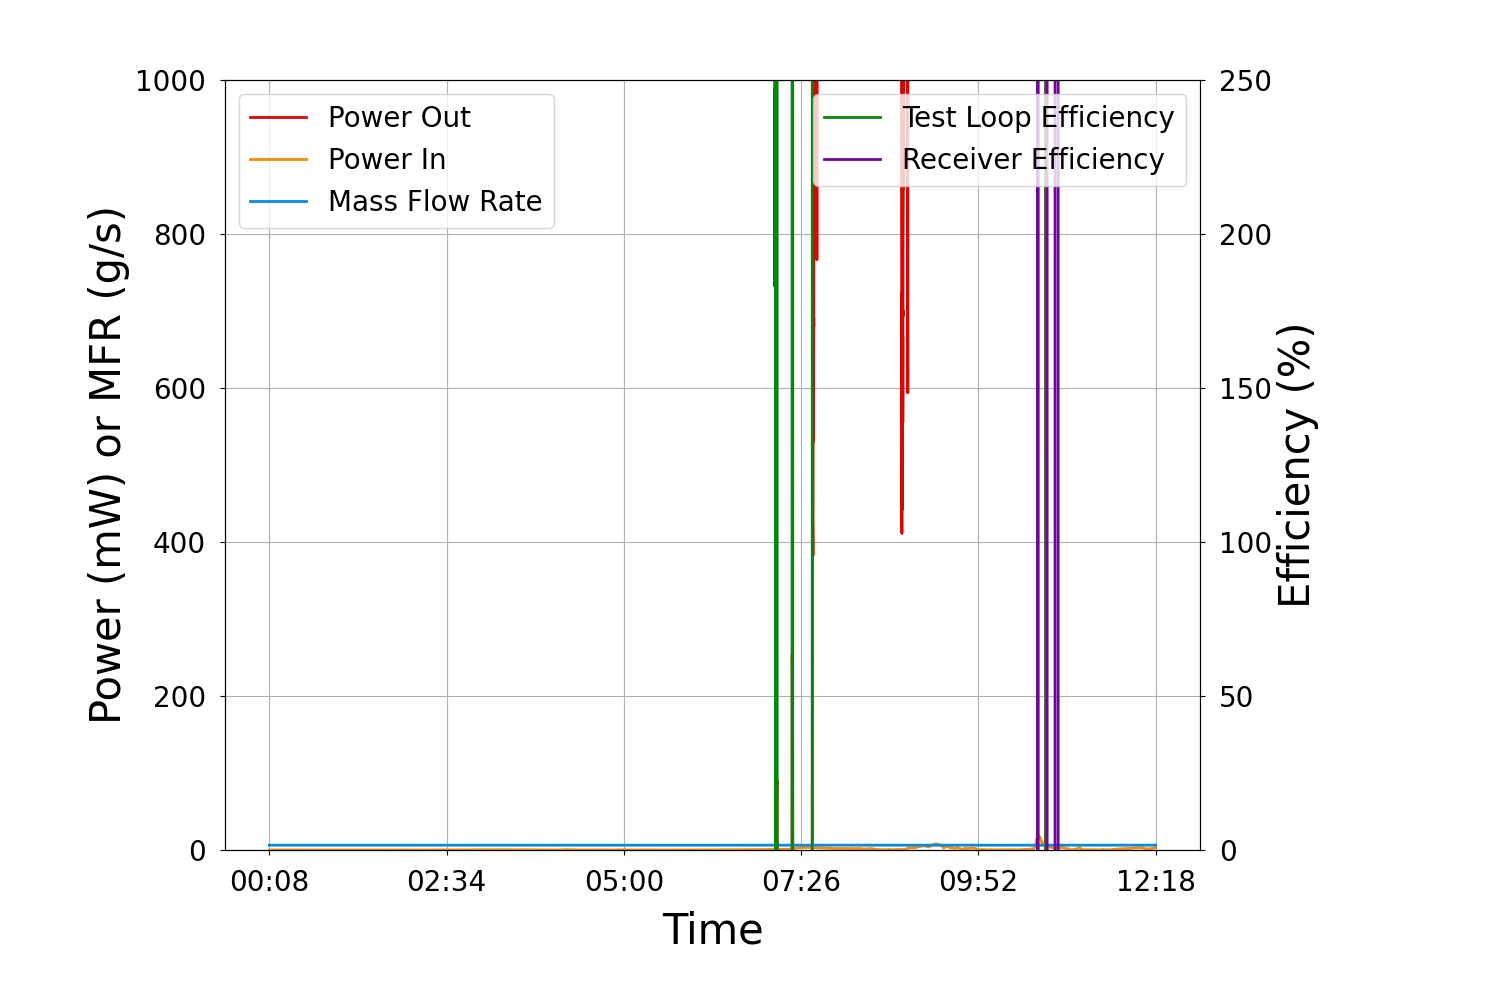 1000
800
600
400
200
0
Power (mW) or MFR (g/s)
Power Out
Power In
Mass Flow Rate
Test Loop Efficiency
Receiver Efficiency
250
200
150
100
50
0
Efficiency (%)
00:08 02:34 05:00 07:26 09:52 12:18
Time